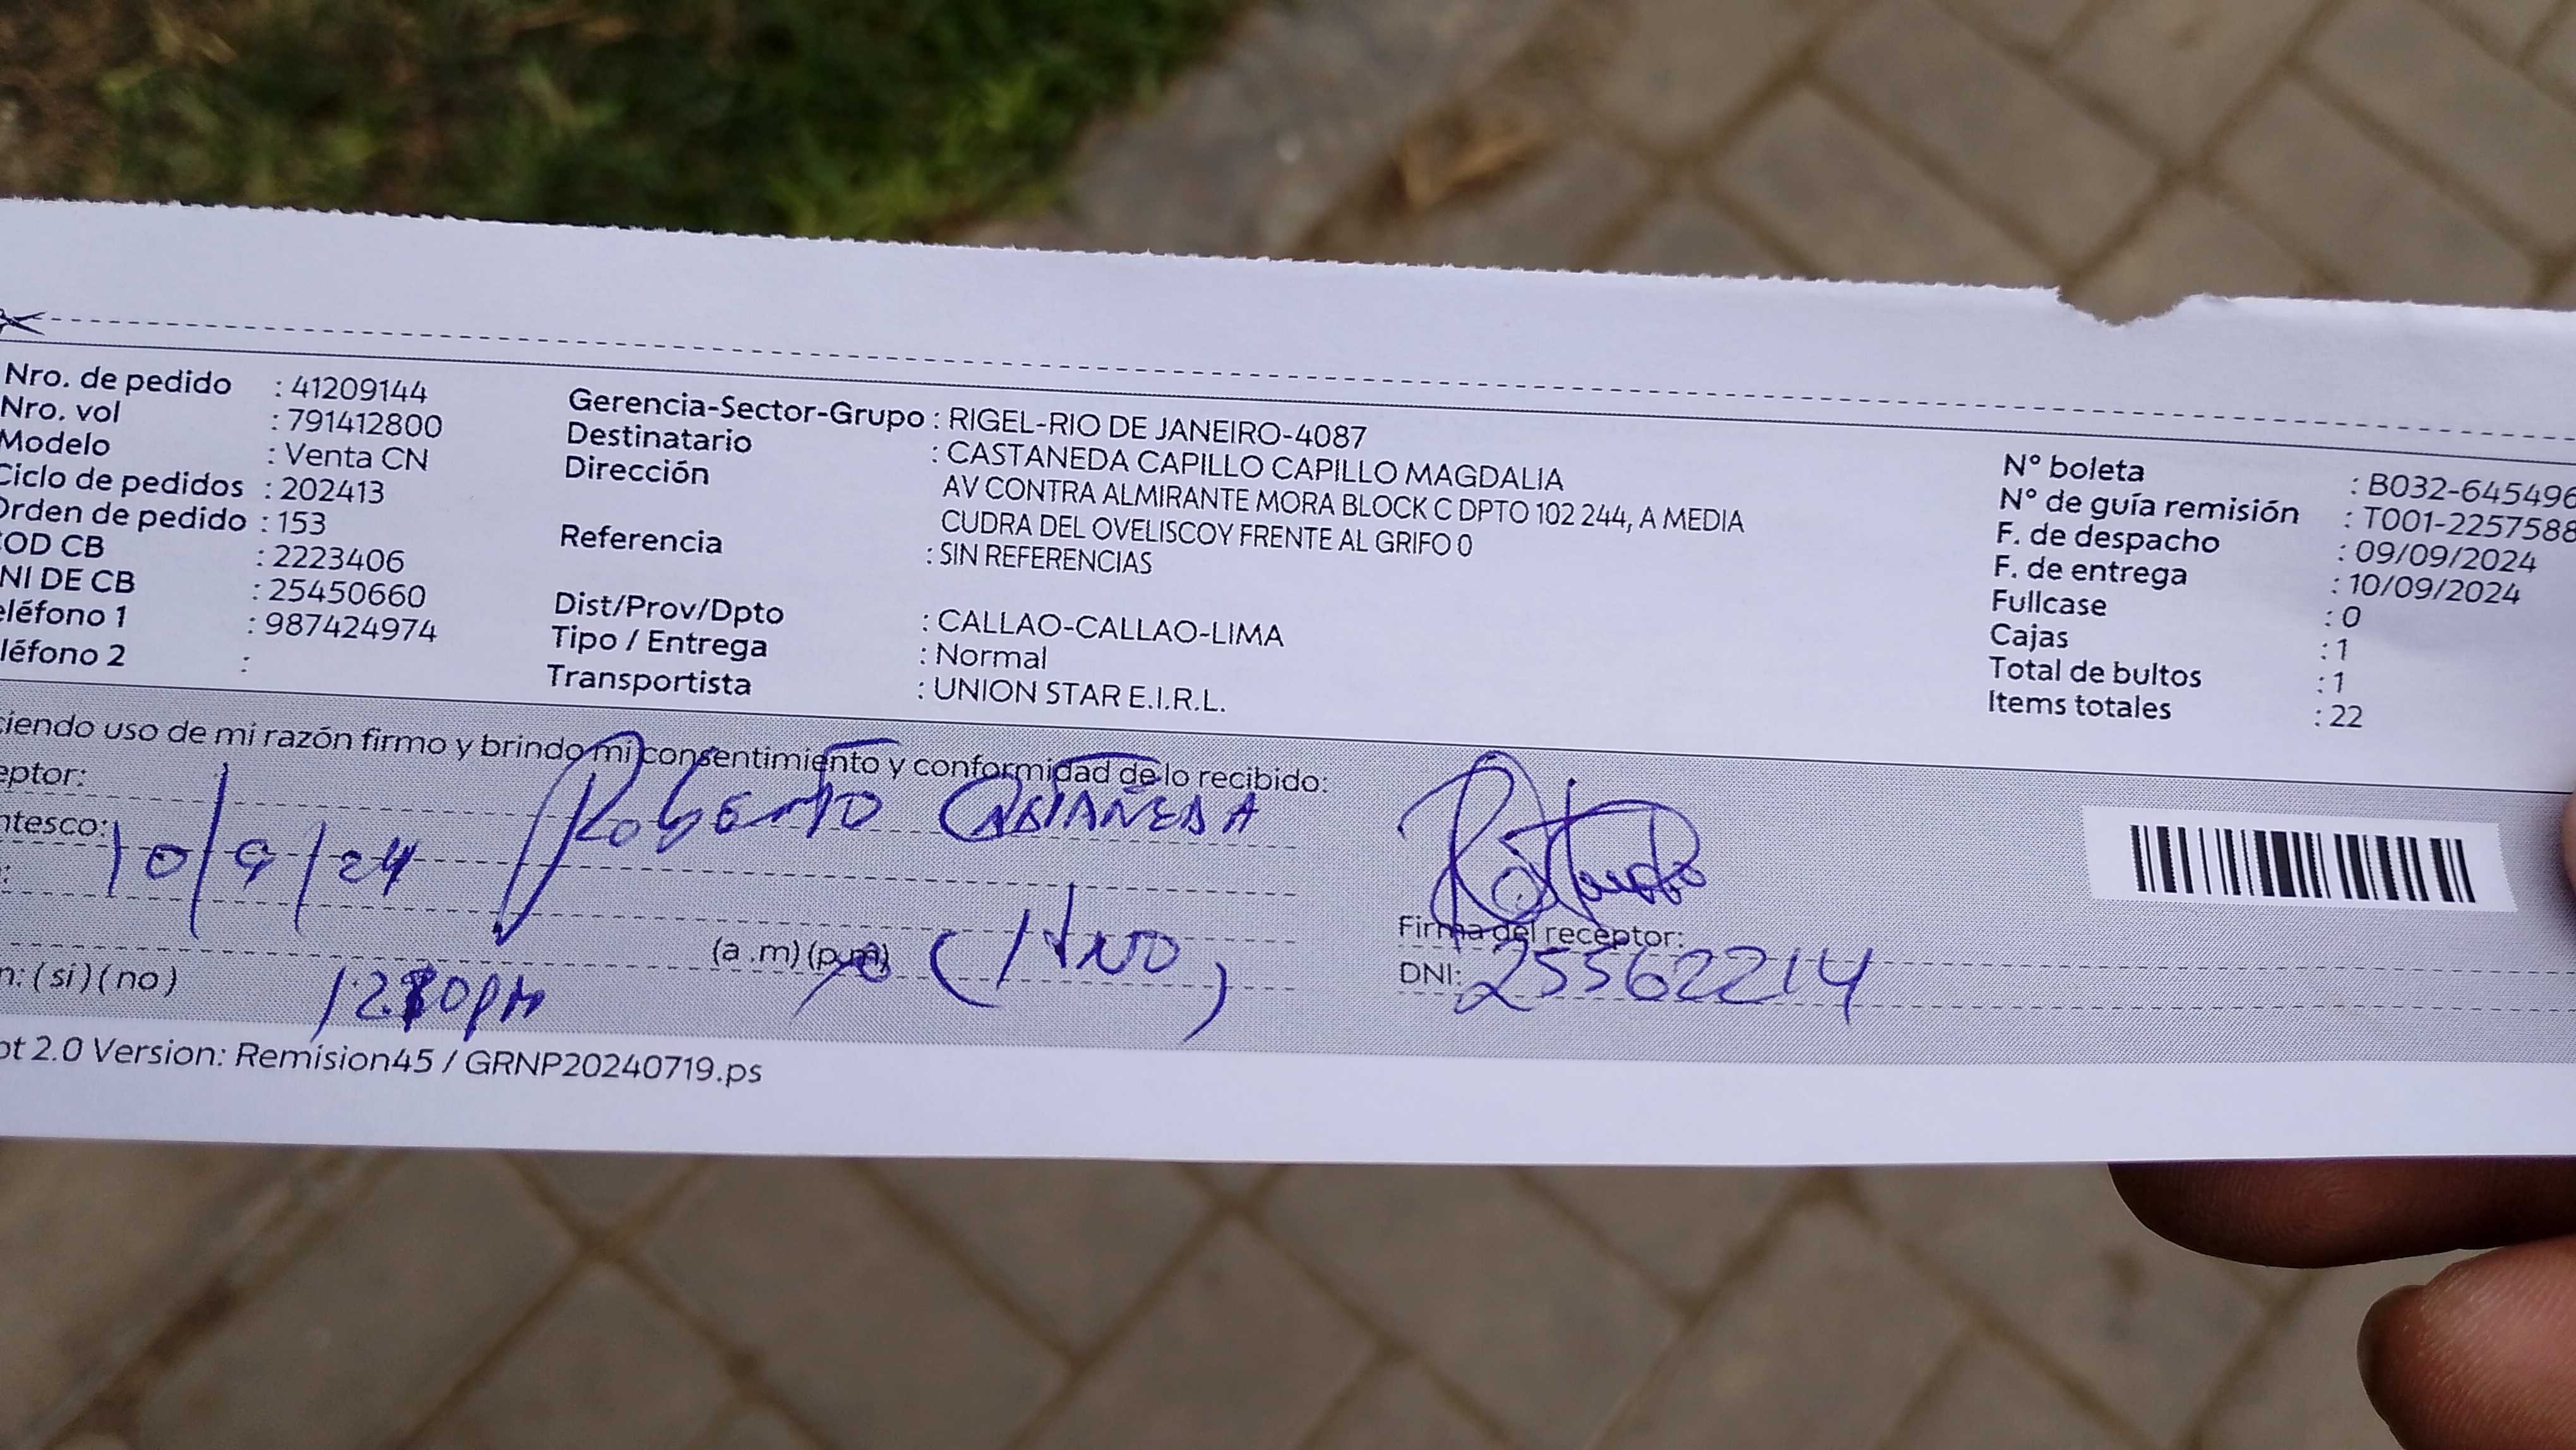 Nro. de pedido : 41209144
Nro. vol : 791412800
Modelo : Venta CN
Ciclo de pedidos : 202413
Orden de pedido : 153
COD CB : 2223406
NI DE CB : 25450660
eléfono 1 : 987424974
léfono 2 :
Gerencia-Sector-Grupo : RIGEL-RIO DE JANEIRO-4087
Destinatario : CASTANEDA CAPILLO CAPILLO MAGDALIA
Dirección AV CONTRA ALMIRANTE MORA BLOCK C DPTO 102 244, A MEDIA
CUDRA DEL OVELISCOY FRENTE AL GRIFO 0
Referencia : SIN REFERENCIAS
Dist/Prov/Dpto : CALLAO-CALLAO-LIMA
Tipo / Entrega : Normal
Transportista : UNION STAR E.I.R.L.
N° boleta : B032-645496
N° de guía remisión : T001-2257588
F. de despacho : 09/09/2024
F. de entrega : 10/09/2024
Fullcase : 0
Cajas : 1
Total de bultos : 1
Items totales : 22
ciendo uso de mi razón firmo y brindo mi consentimiento y conformidad de lo recibido:
eptor: Roberto CASTAÑEDA
ntesco:
10/9/24
(a .m) (p.m)
n: (si) (no) pm
Firma del receptor:
DNI: 25562214
pt 2.0 Version: Remision45 / GRNP20240719.ps